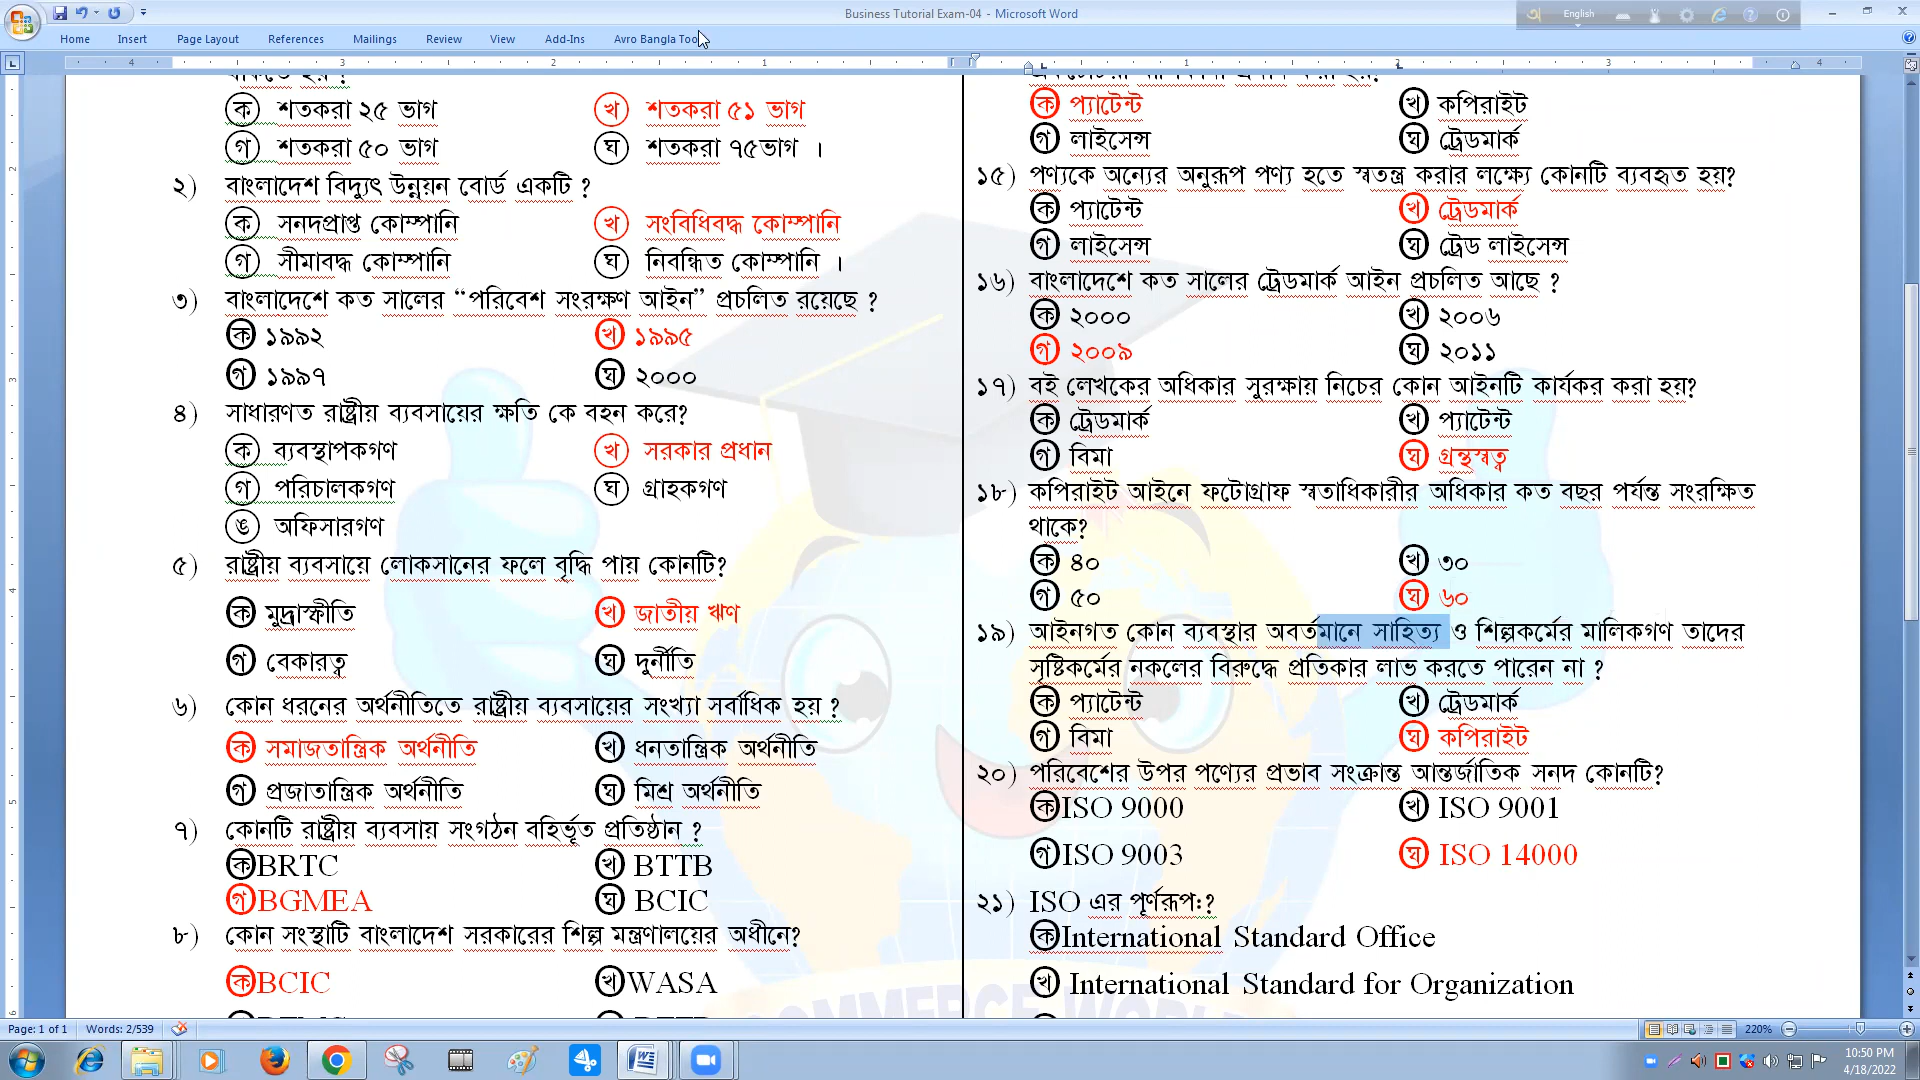 Business Tutorial Exam-04 - Microsoft Word
English
Home Insert Page Layout References Mailings Review View Add-Ins Avro Bangla Too
ক শতকরা ২৫ ভাগ খ শতকরা ৫১ ভাগ
গ শতকরা ৫০ ভাগ ঘ শতকরা ৭৫ভাগ ।
২) বাংলাদেশ বিদ্যুৎ উন্নয়ন বোর্ড একটি ?
ক সনদপ্রাপ্ত কোম্পানি খ সংবিধিবদ্ধ কোম্পানি
গ সীমাবদ্ধ কোম্পানি ঘ নিবন্ধিত কোম্পানি ।
৩) বাংলাদেশে কত সালের “পরিবেশ সংরক্ষণ আইন” প্রচলিত রয়েছে ?
ক ১৯৯২ খ ১৯৯৫
গ ১৯৯৭ ঘ ২০০০
৪) সাধারণত রাষ্ট্রীয় ব্যবসায়ের ক্ষতি কে বহন করে?
ক ব্যবস্থাপকগণ খ সরকার প্রধান
গ পরিচালকগণ ঘ গ্রাহকগণ
ঙ অফিসারগণ
৫) রাষ্ট্রীয় ব্যবসায়ে লোকসানের ফলে বৃদ্ধি পায় কোনটি?
ক মুদ্রাস্ফীতি খ জাতীয় ঋণ
গ বেকারত্ব ঘ দুর্নীতি
৬) কোন ধরনের অর্থনীতিতে রাষ্ট্রীয় ব্যবসায়ের সংখ্যা সর্বাধিক হয় ?
ক সমাজতান্ত্রিক অর্থনীতি খ ধনতান্ত্রিক অর্থনীতি
গ প্রজাতান্ত্রিক অর্থনীতি ঘ মিশ্র অর্থনীতি
৭) কোনটি রাষ্ট্রীয় ব্যবসায় সংগঠন বহির্ভূত প্রতিষ্ঠান ?
ক BRTC খ BTTB
গ BGMEA ঘ BCIC
৮) কোন সংস্থাটি বাংলাদেশ সরকারের শিল্প মন্ত্রণালয়ের অধীনে?
ক BCIC খ WASA
ক প্যাটেন্ট খ কপিরাইট
গ লাইসেন্স ঘ ট্রেডমার্ক
১৫) পণ্যকে অন্যের অনুরূপ পণ্য হতে স্বতন্ত্র করার লক্ষ্যে কোনটি ব্যবহৃত হয়?
ক প্যাটেন্ট খ ট্রেডমার্ক
গ লাইসেন্স ঘ ট্রেড লাইসেন্স
১৬) বাংলাদেশে কত সালের ট্রেডমার্ক আইন প্রচলিত আছে ?
ক ২০০০ খ ২০০৬
গ ২০০৯ ঘ ২০১১
১৭) বই লেখকের অধিকার সুরক্ষায় নিচের কোন আইনটি কার্যকর করা হয়?
ক ট্রেডমার্ক খ প্যাটেন্ট
গ বিমা ঘ গ্রন্থস্বত্ব
১৮) কপিরাইট আইনে ফটোগ্রাফ স্বতাধিকারীর অধিকার কত বছর পর্যন্ত সংরক্ষিত
থাকে?
ক ৪০ খ ৩০
গ ৫০ ঘ ৬০
১৯) আইনগত কোন ব্যবস্থার অবর্তমানে সাহিত্য ও শিল্পকর্মের মালিকগণ তাদের
সৃষ্টিকর্মের নকলের বিরুদ্ধে প্রতিকার লাভ করতে পারেন না ?
ক প্যাটেন্ট খ ট্রেডমার্ক
গ বিমা ঘ কপিরাইট
২০) পরিবেশের উপর পণ্যের প্রভাব সংক্রান্ত আন্তর্জাতিক সনদ কোনটি?
ক ISO 9000 খ ISO 9001
গ ISO 9003 ঘ ISO 14000
২১) ISO এর পূর্ণরূপ:?
ক International Standard Office
খ International Standard for Organization
Page: 1 of 1 Words: 2/539 220%
10:50 PM
4/18/2022